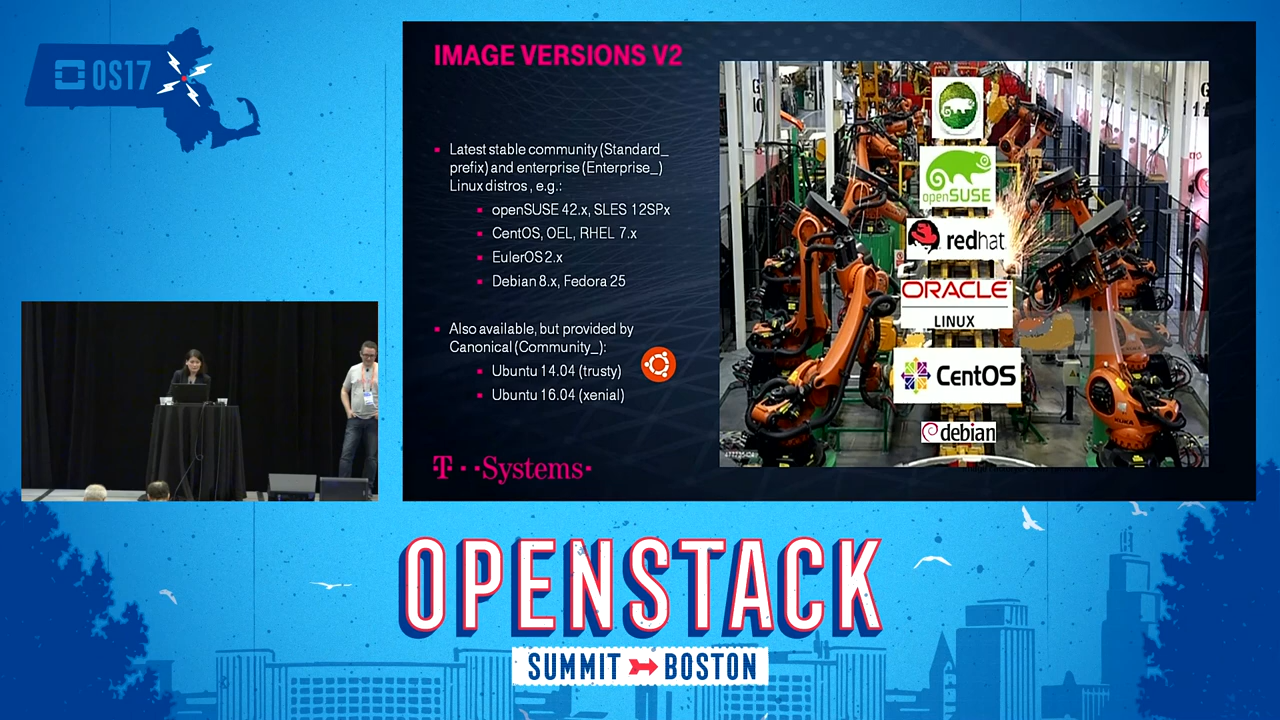 OS17
IMAGE VERSIONS V2
Latest stable community (Standard_
prefix) and enterprise (Enterprise_)
Linux distros, e.g.:
openSUSE 42.x, SLES 12SPx
CentOS, OEL, RHEL 7.x
EulerOS 2.x
Debian 8.x, Fedora 25
Also available, but provided by
Canonical (Community_):
Ubuntu 14.04 (trusty)
Ubuntu 16.04 (xenial)
T··Systems·
openSUSE
redhat
ORACLE
LINUX
CentOS
debian
KUKA
OPENSTACK
SUMMIT BOSTON